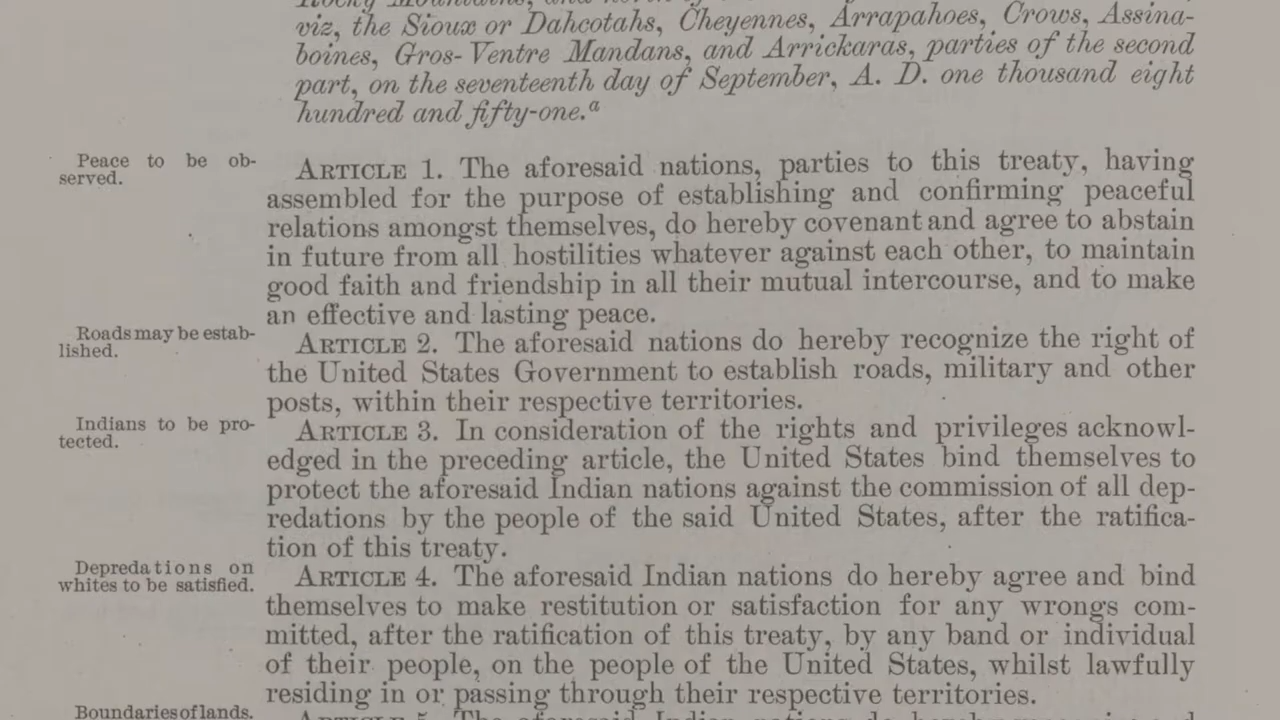 viz, the Sioux or Dahcotahs, Cheyennes, Arrapahoes, Crows, Assina-
boines, Gros-Ventre Mandans, and Arrickaras, parties of the second
part, on the seventeenth day of September, A. D. one thousand eight
hundred and fifty-one.a
Peace to be ob-
served.
ARTICLE 1. The aforesaid nations, parties to this treaty, having
assembled for the purpose of establishing and confirming peaceful
relations amongst themselves, do hereby covenant and agree to abstain
in future from all hostilities whatever against each other, to maintain
good faith and friendship in all their mutual intercourse, and to make
an effective and lasting peace.
Roads may be estab-
lished.
ARTICLE 2. The aforesaid nations do hereby recognize the right of
the United States Government to establish roads, military and other
posts, within their respective territories.
Indians to be pro-
tected.
ARTICLE 3. In consideration of the rights and privileges acknowl-
edged in the preceding article, the United States bind themselves to
protect the aforesaid Indian nations against the commission of all dep-
redations by the people of the said United States, after the ratifica-
tion of this treaty.
Depredations on
whites to be satisfied.
ARTICLE 4. The aforesaid Indian nations do hereby agree and bind
themselves to make restitution or satisfaction for any wrongs com-
mitted, after the ratification of this treaty, by any band or individual
of their people, on the people of the United States, whilst lawfully
residing in or passing through their respective territories.
Boundaries of lands.
ARTICLE 5. The aforesaid Indian nations do hereby